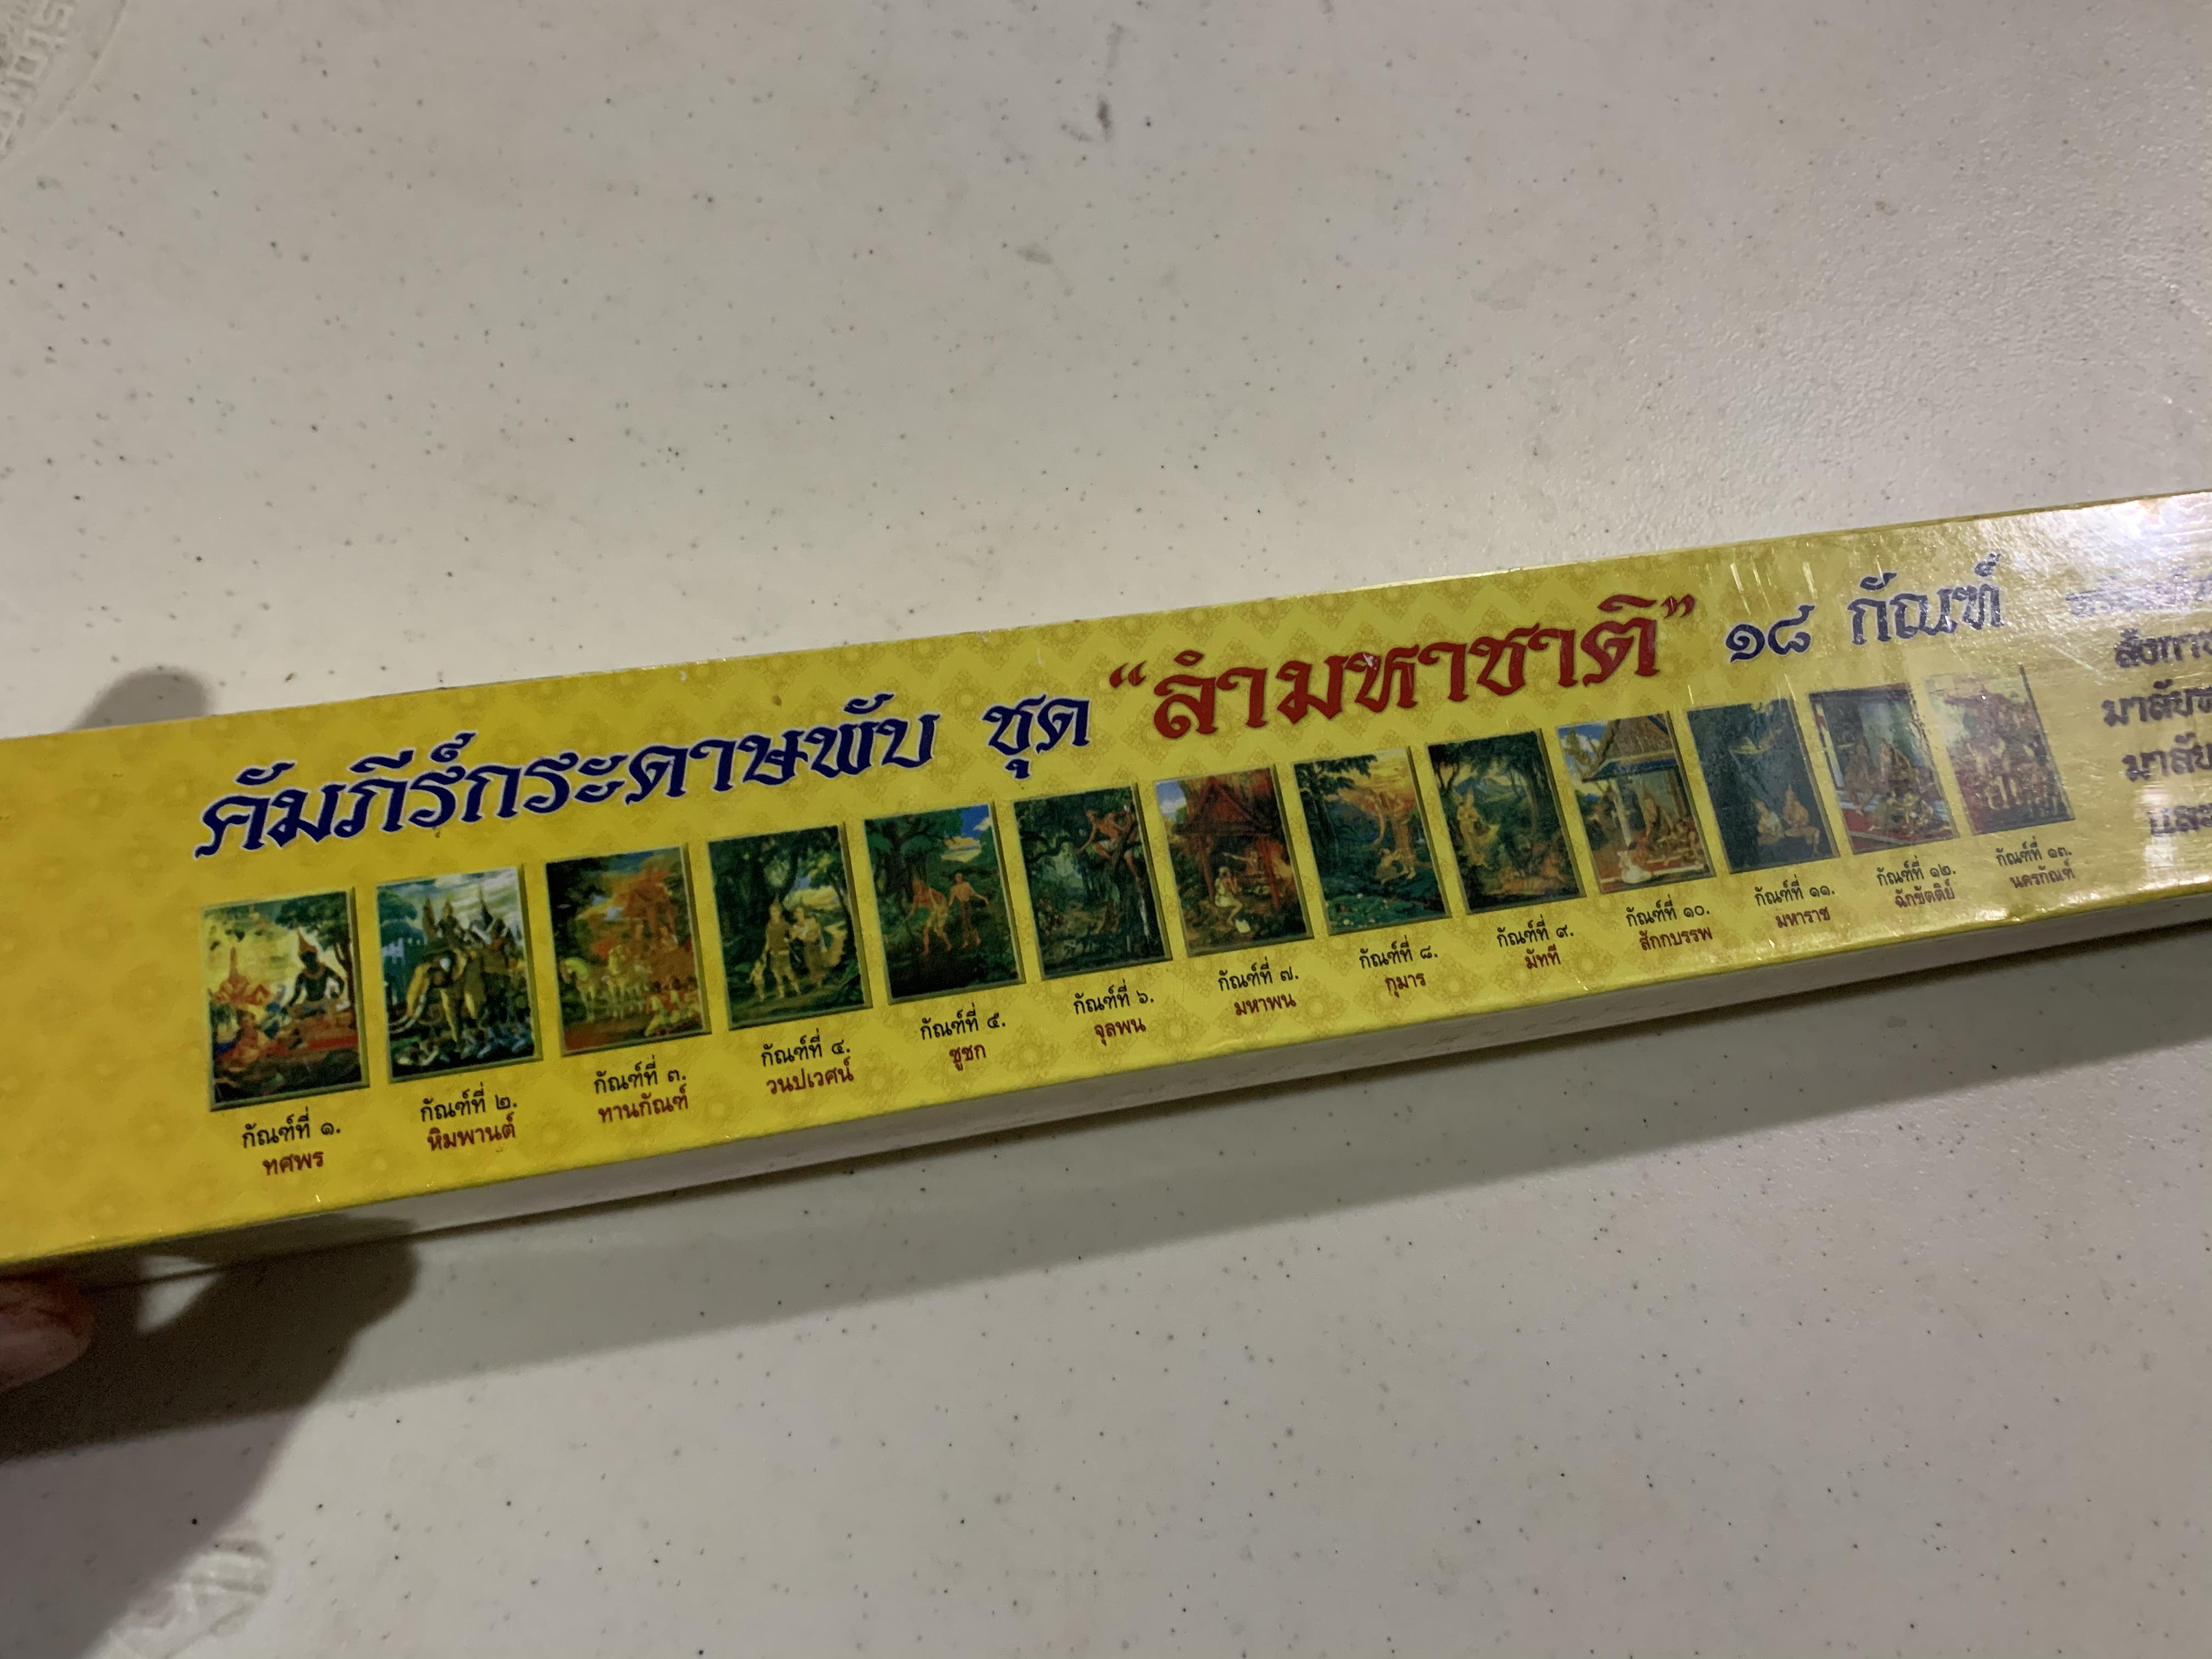 คัมภีร์กระดาษพับ ชุด “ลำมหาชาติ” ๑๘ กัณฑ์
กัณฑ์ที่ ๑.
ทศพร
กัณฑ์ที่ ๒.
หิมพานต์
กัณฑ์ที่ ๓.
ทานกัณฑ์
กัณฑ์ที่ ๔.
วนปเวศน์
กัณฑ์ที่ ๕.
ชูชก
กัณฑ์ที่ ๖.
จุลพน
กัณฑ์ที่ ๗.
มหาพน
กัณฑ์ที่ ๘.
กุมาร
กัณฑ์ที่ ๙.
มัทที
กัณฑ์ที่ ๑๐.
สักกบรรพ
กัณฑ์ที่ ๑๑.
มหาราช
กัณฑ์ที่ ๑๒.
ฉักขัตติย์
กัณฑ์ที่ ๑๓.
นครกัณฑ์